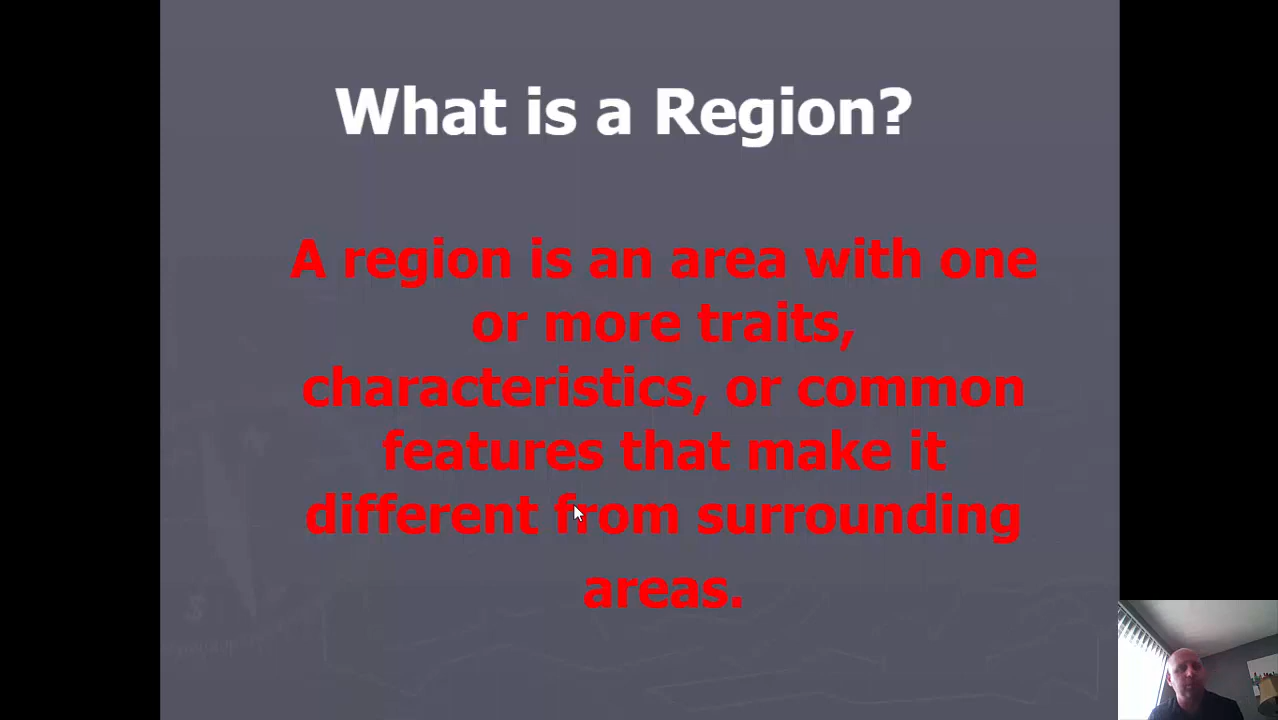 What is a Region?
A region is an area with one
or more traits,
characteristics, or common
features that make it
different from surrounding
areas.
S